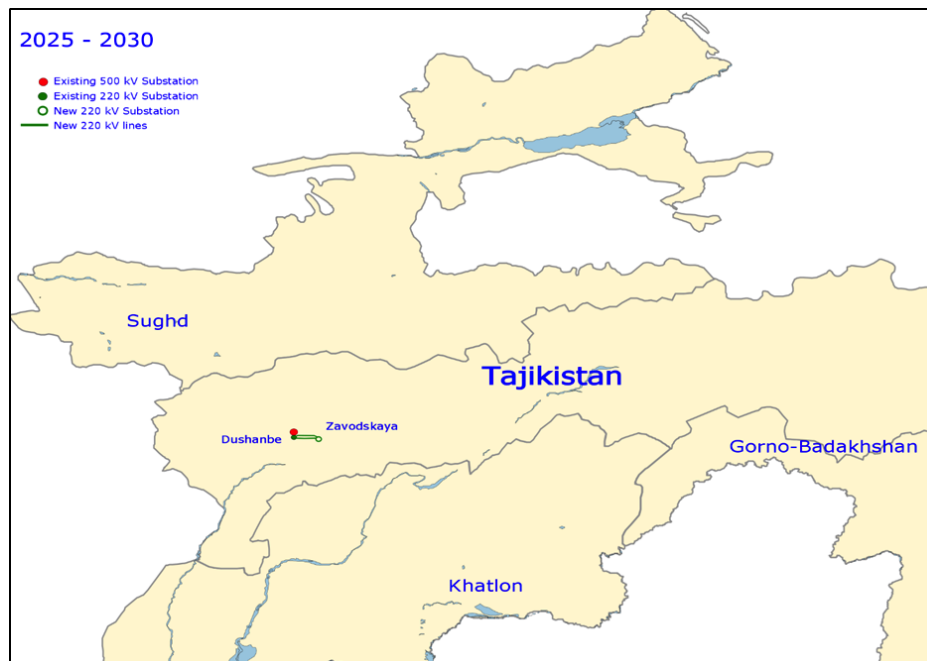 2025 - 2030
Existing 500 kV Substation
Existing 220 kV Substation
New 220 kV Substation
New 220 kV lines
Sughd
Tajikistan
Zavodskaya
Dushanbe
Gorno-Badakhshan
Khatlon